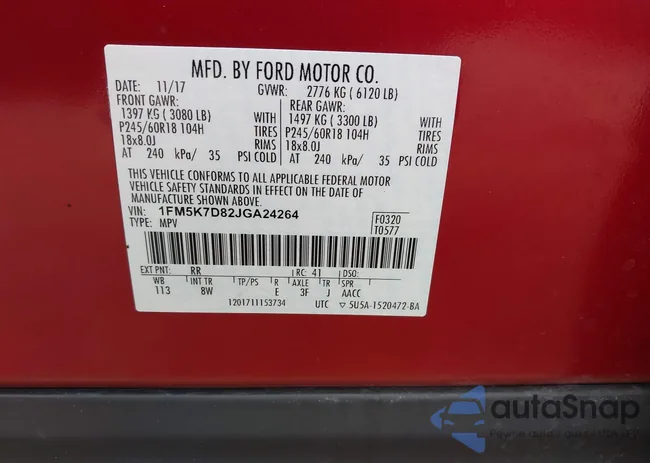 MFD. BY FORD MOTOR CO.
DATE: 11/17 GVWR: 2776 KG ( 6120 LB)
FRONT GAWR: REAR GAWR:
1397 KG ( 3080 LB) WITH 1497 KG ( 3300 LB) WITH
P245/60R18 104H TIRES P245/60R18 104H TIRES
18x8.0J RIMS 18x8.0J RIMS
AT 240 kPa/ 35 PSI COLD AT 240 kPa/ 35 PSI COLD
THIS VEHICLE CONFORMS TO ALL APPLICABLE FEDERAL MOTOR
VEHICLE SAFETY STANDARDS IN EFFECT ON THE DATE OF
MANUFACTURE SHOWN ABOVE.
VIN: 1FM5K7D82JGA24264 F0320
TYPE: MPV T0577
EXT PNT: RR RC: 41 DSO:
WB INT TR TP/PS R AXLE TR SPR
113 8W E 3F J AACC
1201711153734 UTC ▽ 5U5A-1520472-BA
autaSnap